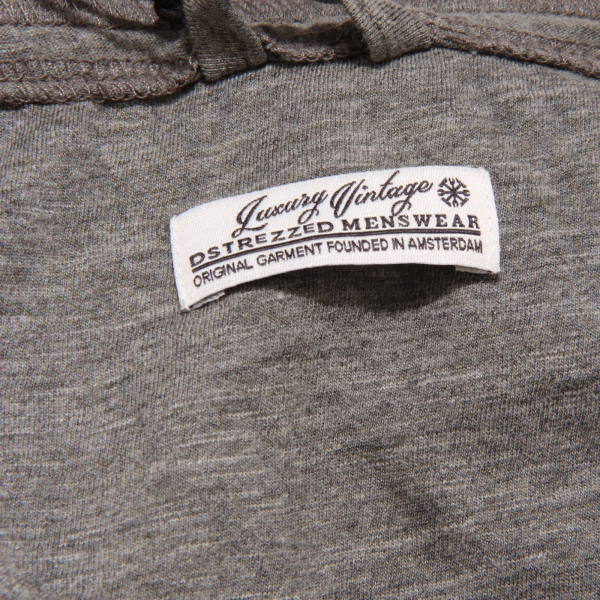 Luxury Vintage
DSTREZZED MENSWEAR
ORIGINAL GARMENT FOUNDED IN AMSTERDAM